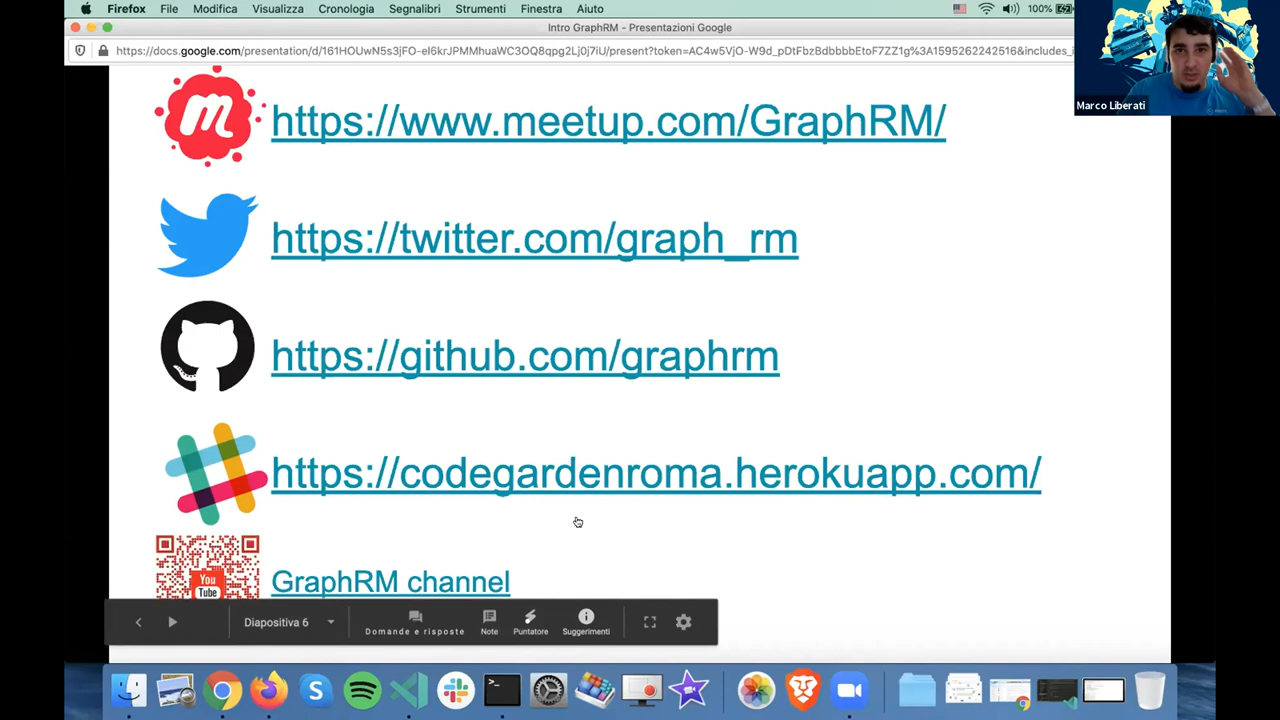 Firefox File Modifica Visualizza Cronologia Segnalibri Strumenti Finestra Aiuto 100%
Intro GraphRM - Presentazioni Google
Marco Liberati
https://www.meetup.com/GraphRM/
https://twitter.com/graph_rm
https://github.com/graphrm
https://codegardenroma.herokuapp.com/
You
Tube
GraphRM channel
Diapositiva 6
Domande e risposte Note Puntatore Suggerimenti